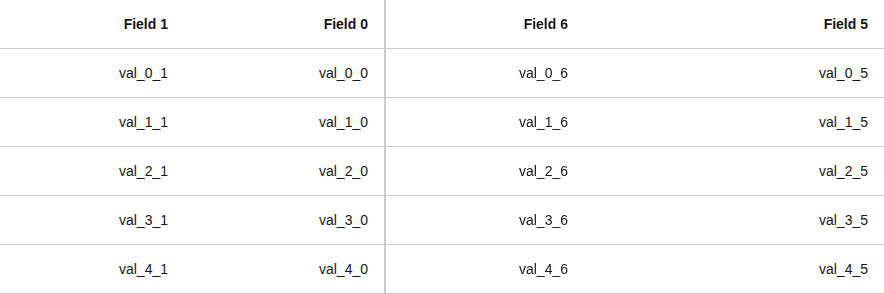 Field 1 Field 0 Field 6 Field 5
val_0_1 val_0_0 val_0_6 val_0_5
val_1_1 val_1_0 val_1_6 val_1_5
val_2_1 val_2_0 val_2_6 val_2_5
val_3_1 val_3_0 val_3_6 val_3_5
val_4_1 val_4_0 val_4_6 val_4_5